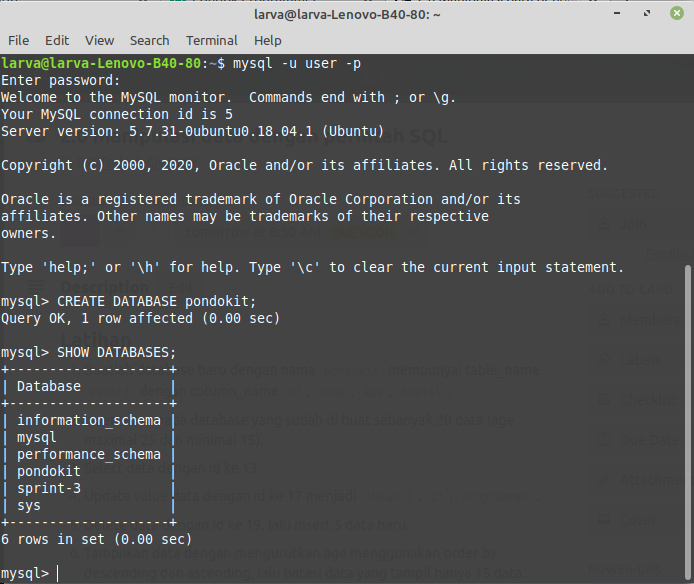 larva@larva-Lenovo-B40-80: ~
File Edit View Search Terminal Help
larva@larva-Lenovo-B40-80:~$ mysql -u user -p
Enter password:
Welcome to the MySQL monitor.  Commands end with ; or \g.
Your MySQL connection id is 5
Server version: 5.7.31-0ubuntu0.18.04.1 (Ubuntu)
Copyright (c) 2000, 2020, Oracle and/or its affiliates. All rights reserved.
Oracle is a registered trademark of Oracle Corporation and/or its
affiliates. Other names may be trademarks of their respective
owners.
Type 'help;' or '\h' for help. Type '\c' to clear the current input statement.
mysql> CREATE DATABASE pondokit;
Query OK, 1 row affected (0.00 sec)
mysql> SHOW DATABASES;
+--------------------+
| Database           |
+--------------------+
| information_schema |
| mysql              |
| performance_schema |
| pondokit           |
| sprint-3           |
| sys                |
+--------------------+
6 rows in set (0.00 sec)
mysql>